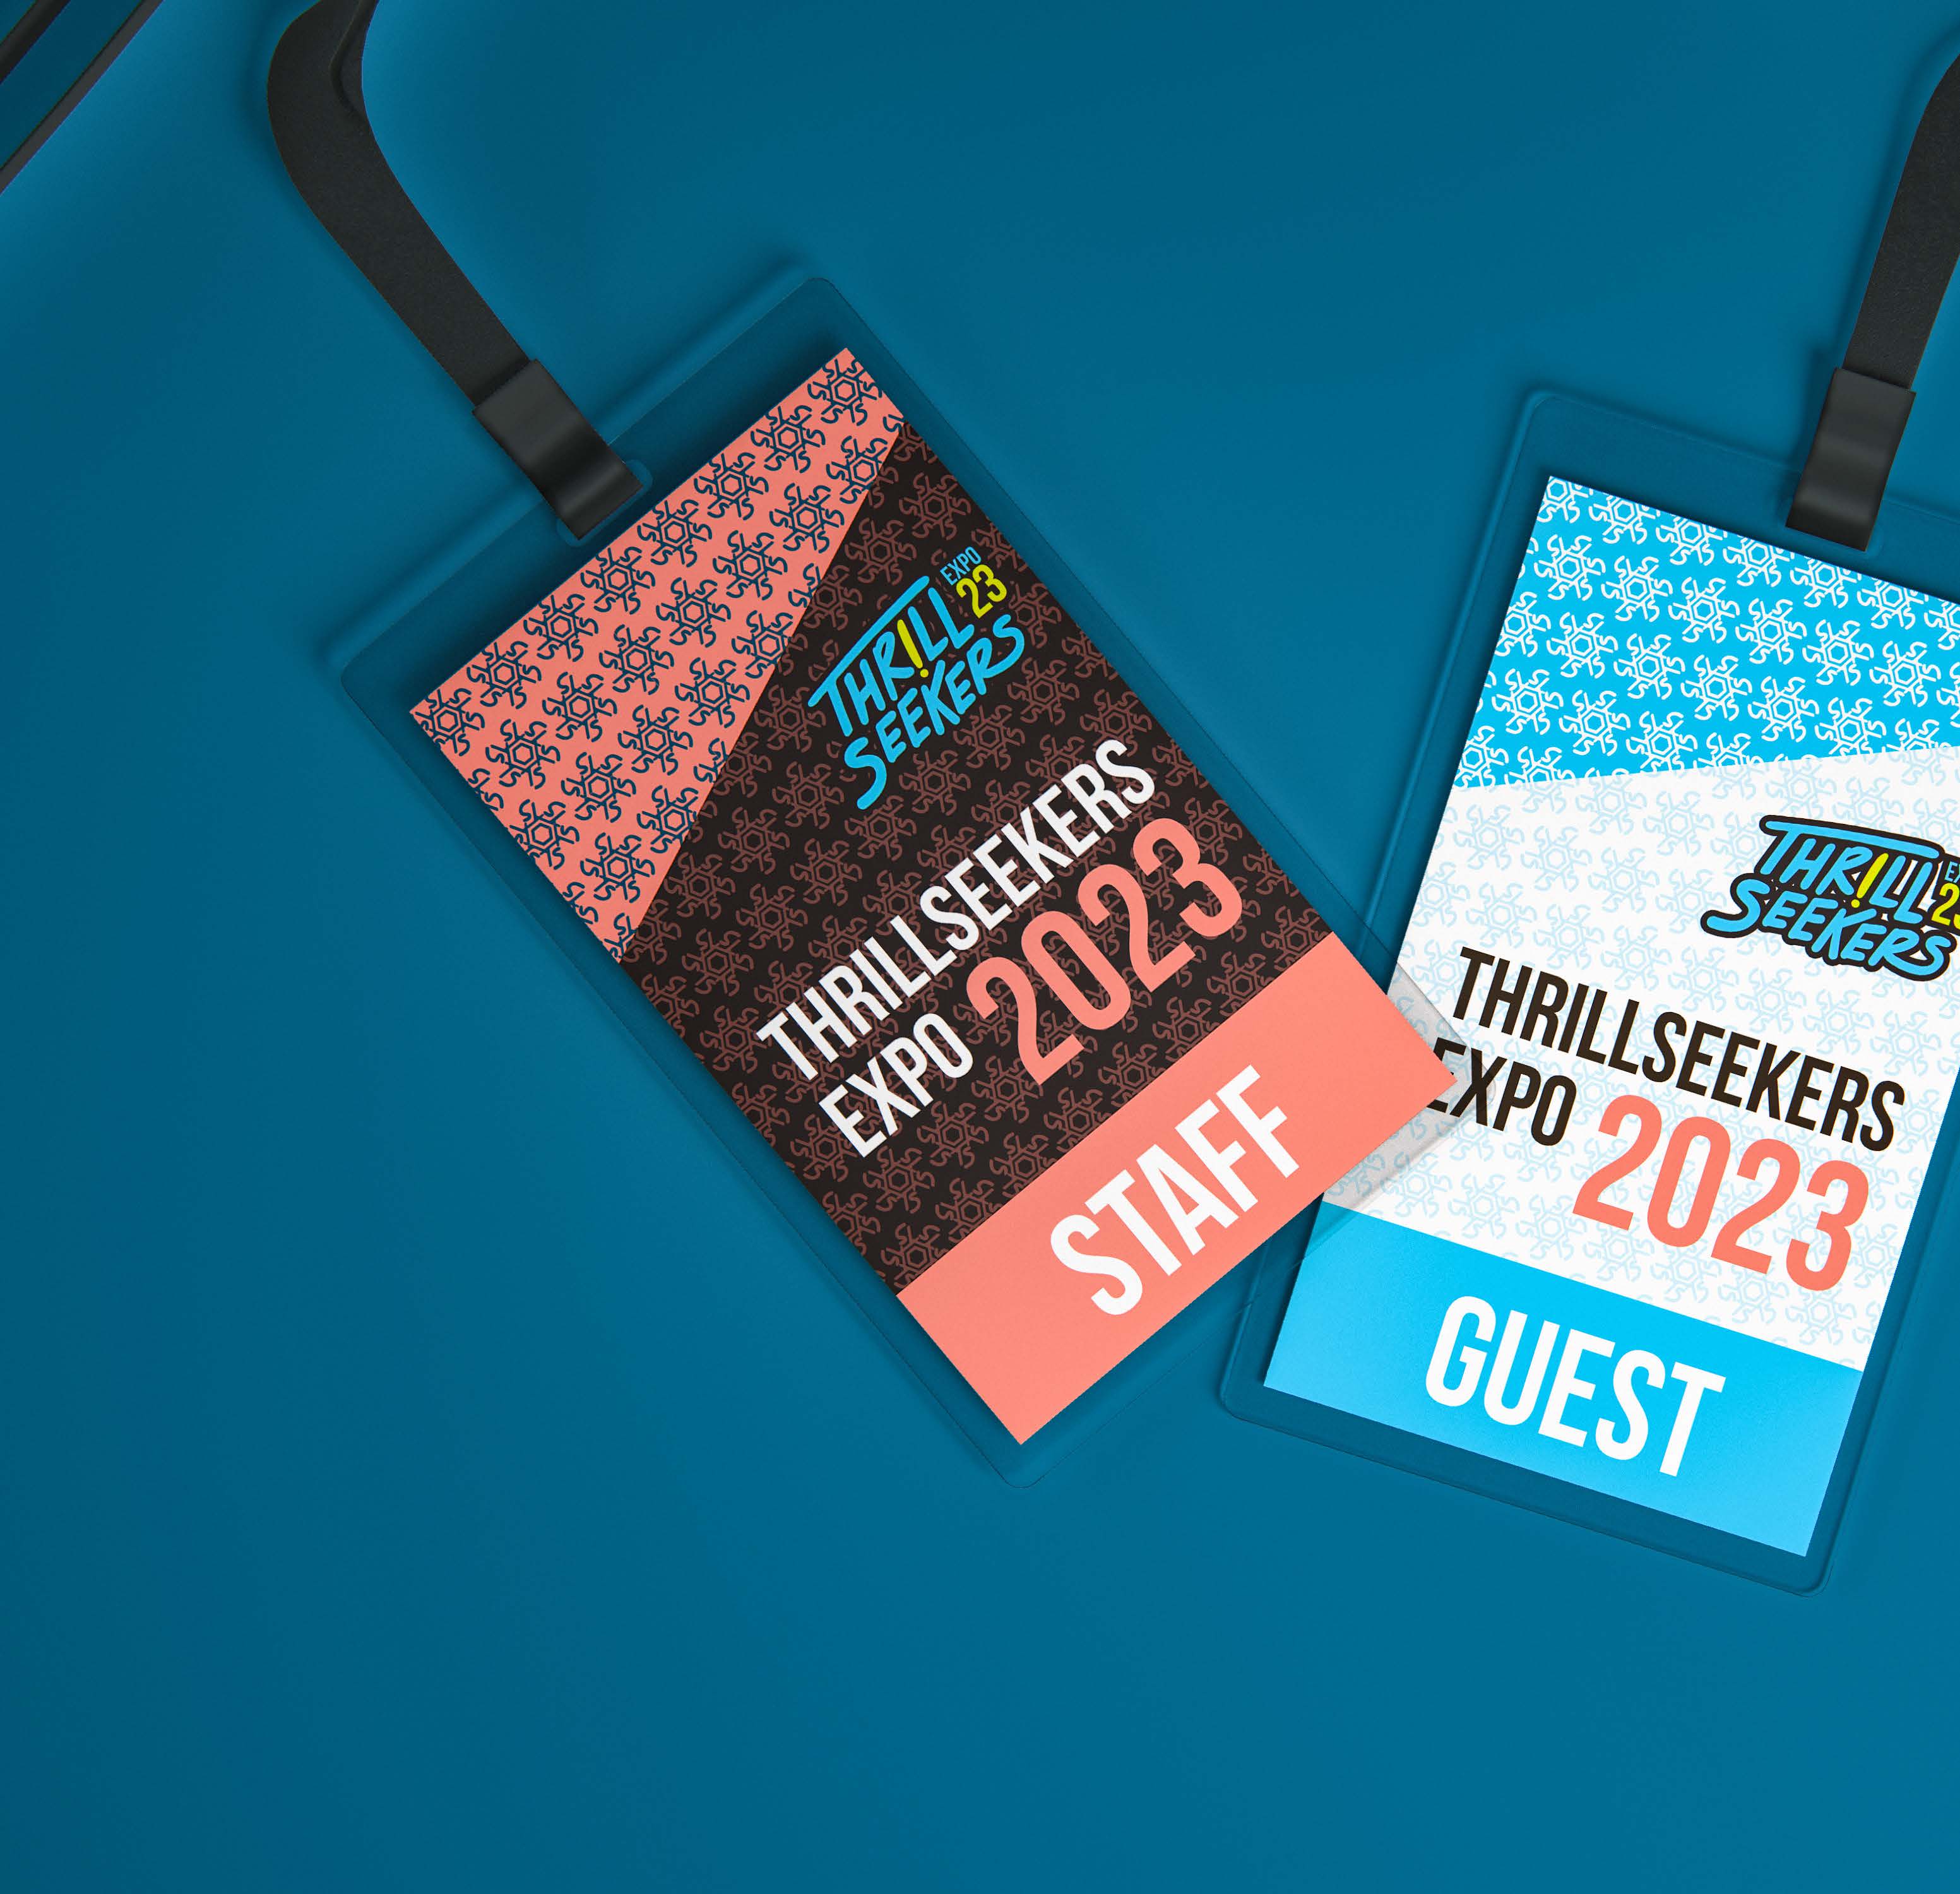 EXPO
23
THR!LL
SEEKERS
THRILLSEEKERS
EXPO 2023
STAFF
THR!LL
SEEKERS
THRILLSEEKERS
EXPO 2023
GUEST